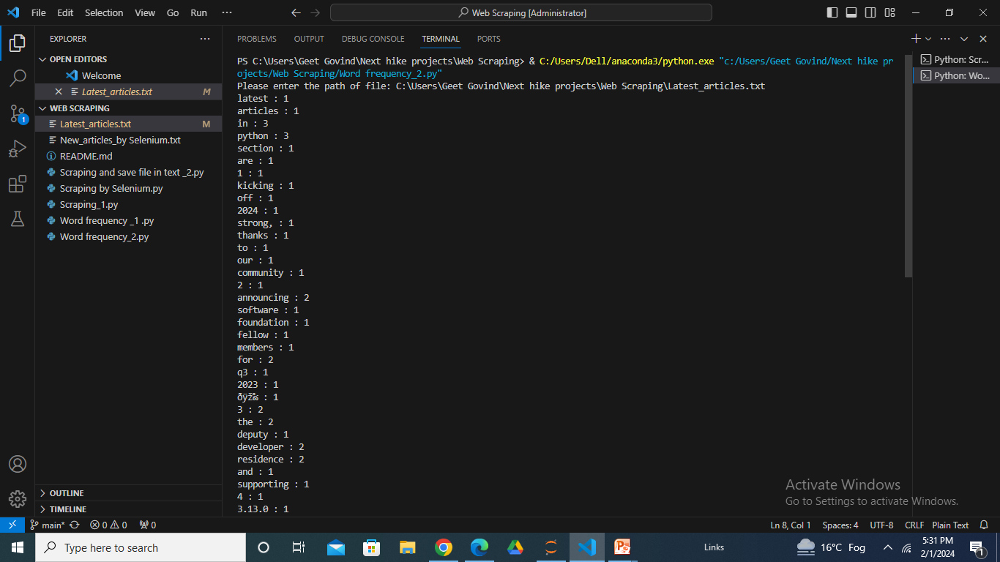 File Edit Selection View Go Run ··· Web Scraping [Administrator]
EXPLORER ···
OPEN EDITORS
Welcome
Latest_articles.txt M
WEB SCRAPING
Latest_articles.txt M
New_articles_by Selenium.txt
README.md
Scraping and save file in text _2.py
Scraping by Selenium.py
Scraping_1.py
Word frequency _1 .py
Word frequency_2.py
OUTLINE
TIMELINE
1
PROBLEMS OUTPUT DEBUG CONSOLE TERMINAL PORTS
PS C:\Users\Geet Govind\Next hike projects\Web Scraping> & C:/Users/Dell/anaconda3/python.exe "c:/Users/Geet Govind/Next hike pr
ojects/Web Scraping/Word frequency_2.py"
Please enter the path of file: C:\Users\Geet Govind\Next hike projects\Web Scraping\Latest_articles.txt
latest : 1
articles : 1
in : 3
python : 3
section : 1
are : 1
1 : 1
kicking : 1
off : 1
2024 : 1
strong, : 1
thanks : 1
to : 1
our : 1
community : 1
2 : 1
announcing : 2
software : 1
foundation : 1
fellow : 1
members : 1
for : 2
q3 : 1
2023 : 1
ðÿž‰ : 1
3 : 2
the : 2
deputy : 1
developer : 2
residence : 2
and : 1
supporting : 1
4 : 1
3.13.0 : 1
Python: Scr...
Python: Wo...
Activate Windows
Go to Settings to activate Windows.
main* 0 0 0 Ln 8, Col 1 Spaces: 4 UTF-8 CRLF Plain Text
Type here to search Links 16°C Fog 5:31 PM
2/1/2024 1